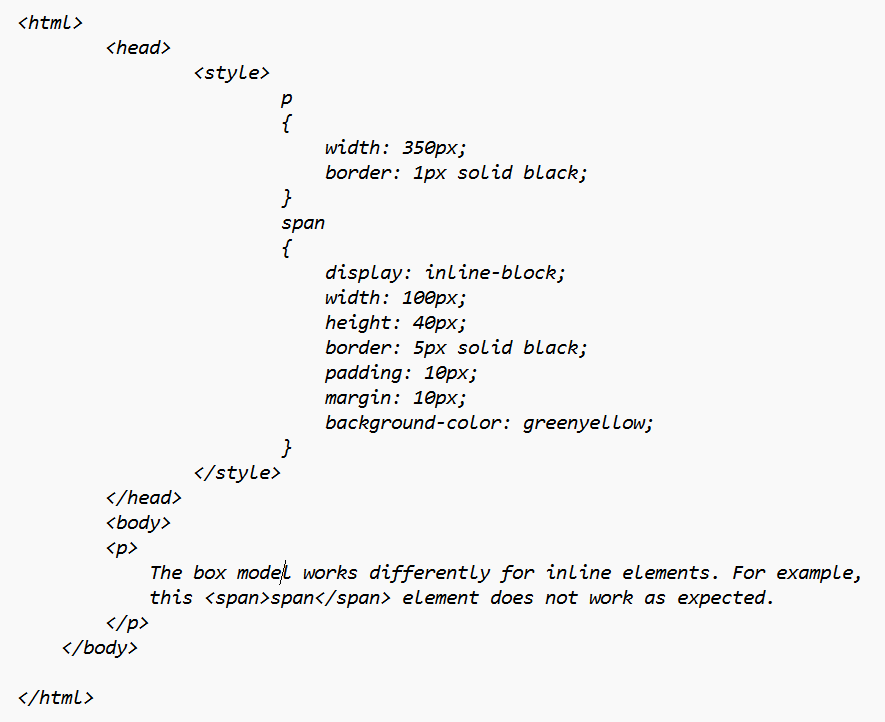 <html>
<head>
<style>
p
{
width: 350px;
border: 1px solid black;
}
span
{
display: inline-block;
width: 100px;
height: 40px;
border: 5px solid black;
padding: 10px;
margin: 10px;
background-color: greenyellow;
}
</style>
</head>
<body>
<p>
The box model works differently for inline elements. For example,
this <span>span</span> element does not work as expected.
</p>
</body>
</html>